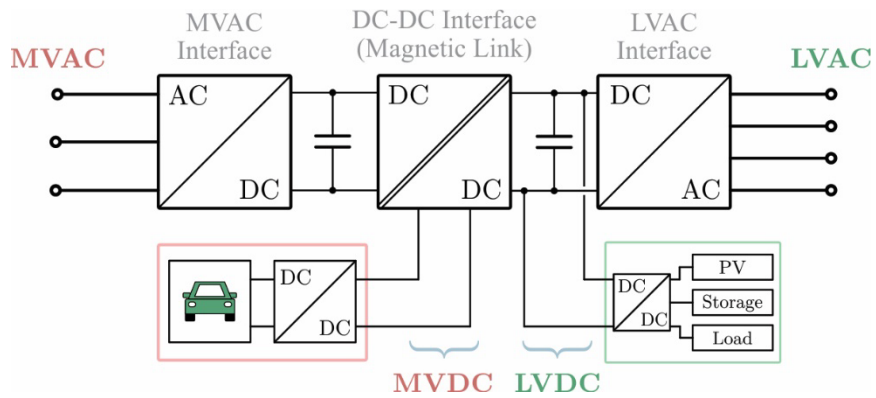 MVAC
Interface
DC-DC Interface
(Magnetic Link)
LVAC
Interface
MVAC
LVAC
AC
DC
DC
DC
DC
AC
DC
DC
DC
DC
PV
Storage
Load
MVDC
LVDC